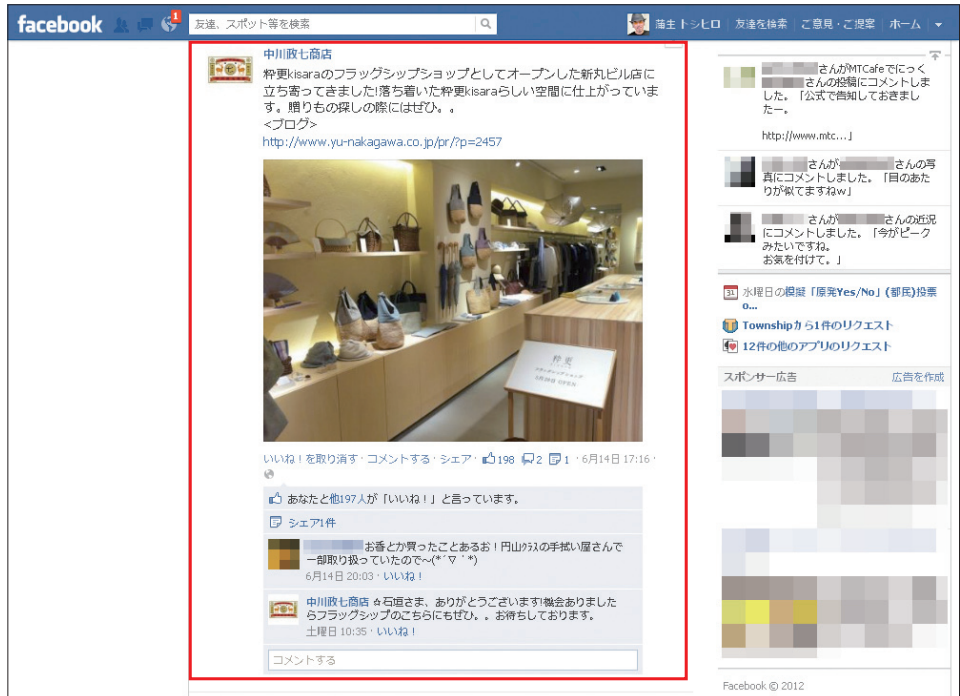 facebook
1
友達、スポット等を検索
蒲主 トシヒロ
友達を検索
ご意見・ご提案
ホーム
中川政七商店
粋更kisaraのフラッグシップショップとしてオープンした新丸ビル店に
立ち寄ってきました!落ち着いた粋更kisaraらしい空間に仕上がっていま
す。贈りもの探しの際にはぜひ。。
<ブログ>
http://www.yu-nakagawa.co.jp/pr/?p=2457
粋更
フラッグシップショップ
OPEN
いいね！を取り消す · コメントする · シェア · 198 2 1 · 6月14日 17:16 ·
あなたと他197人が「いいね！」と言っています。
シェア1件
お香とか買ったことあるお！円山クラスの手拭い屋さんで
一部取り扱っていたので～(*´▽｀*)
6月14日 20:03 · いいね！
中川政七商店 ☆石垣さま、ありがとうございます!機会ありました
らフラッグシップのこちらにもぜひ。。お待ちしております。
土曜日 10:35 · いいね！
コメントする
さんがMTCafeでにっく
さんの投稿にコメントしま
した。「公式で告知しておきまし
たー。
http://www.mtc...」
さんが さんの写
真にコメントしました。「目のあた
りが似てますねw」
さんが さんの近況
にコメントしました。「今がピーク
みたいですね。
お気を付けて。」
31 水曜日の模擬「原発Yes/No」(都民)投票
o...
Townshipから1件のリクエスト
12件の他のアプリのリクエスト
スポンサー広告
広告を作成
Facebook © 2012